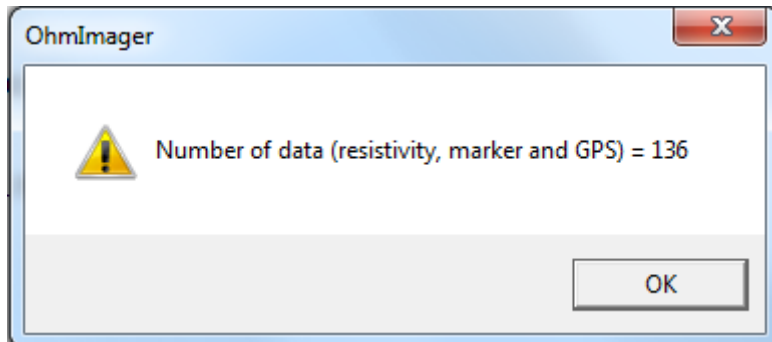 OhmImager
Number of data (resistivity, marker and GPS) = 136
OK